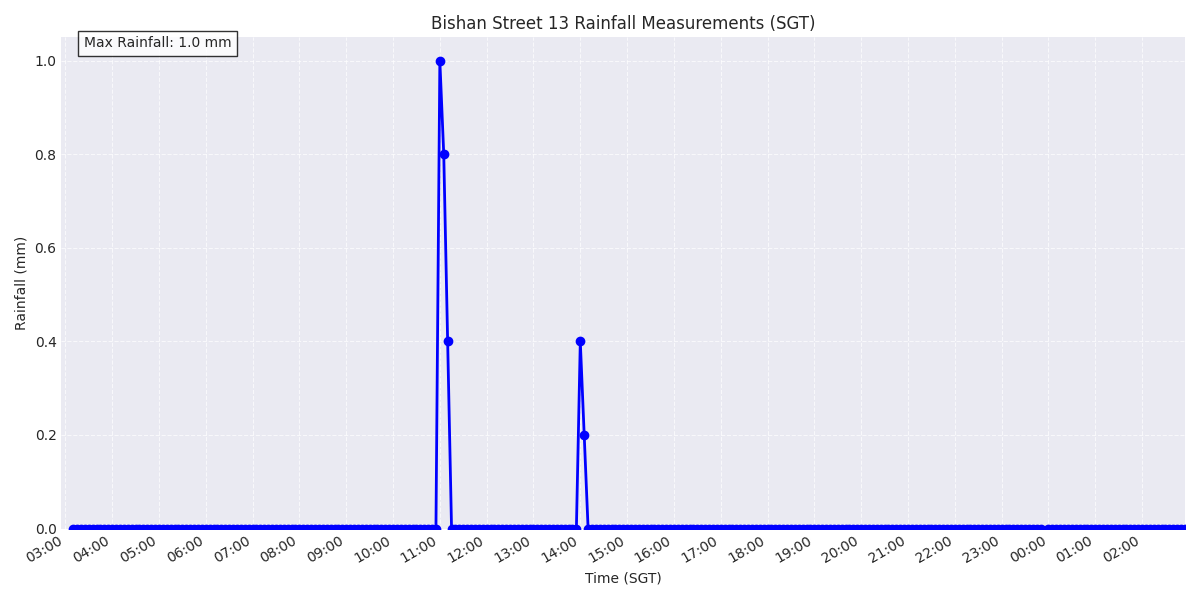 Bishan Street 13 Rainfall Measurements (SGT)
Max Rainfall: 1.0 mm
1.0
0.8
0.6
0.4
0.2
0.0
Rainfall (mm)
03:00 04:00 05:00 06:00 07:00 08:00 09:00 10:00 11:00 12:00 13:00 14:00 15:00 16:00 17:00 18:00 19:00 20:00 21:00 22:00 23:00 00:00 01:00 02:00
Time (SGT)